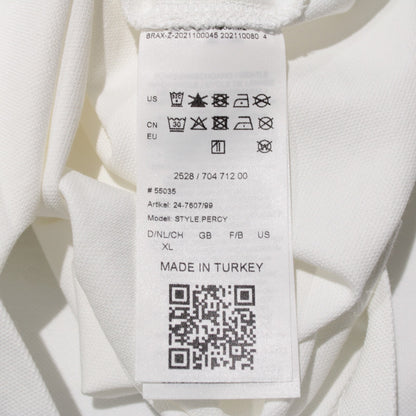 BRAX-Z-2021100045 202110080 4
US
CN
EU
30
2528 / 704 712 00
# 55035
Artikel: 24-7607/99
Modell: STYLE.PERCY
D/NL/CH GB F/B US
XL
MADE IN TURKEY